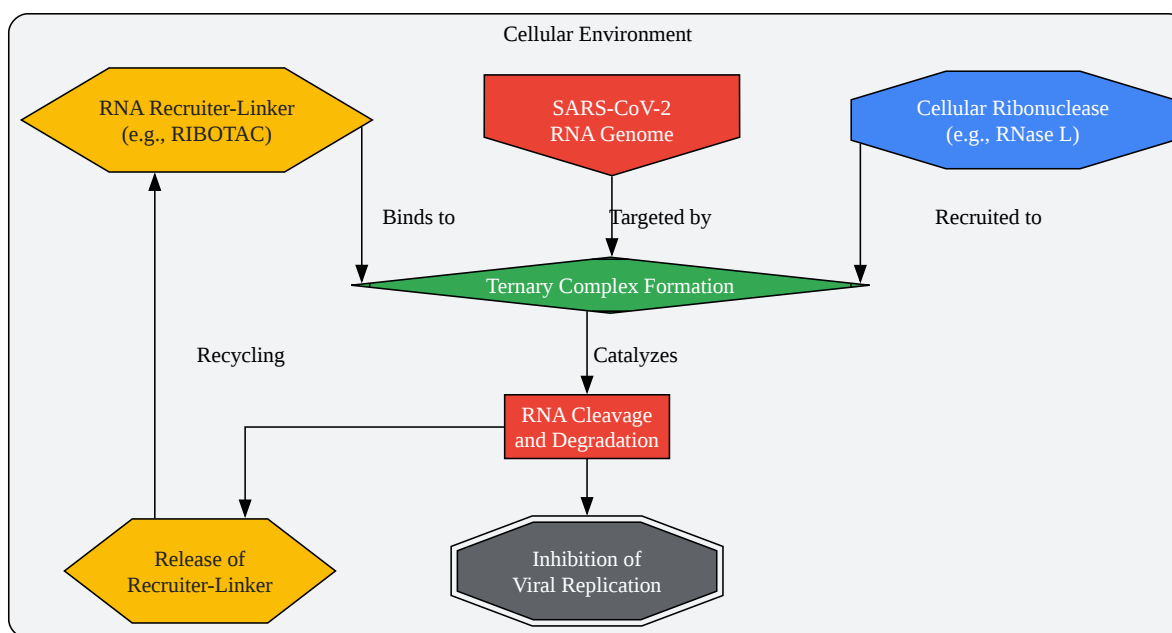 Cellular Environment
RNA Recruiter-Linker
(e.g., RIBOTAC)
SARS-CoV-2
RNA Genome
Cellular Ribonuclease
(e.g., RNase L)
Binds to
Targeted by
Recruited to
Ternary Complex Formation
Recycling
Catalyzes
RNA Cleavage
and Degradation
Release of
Recruiter-Linker
Inhibition of
Viral Replication